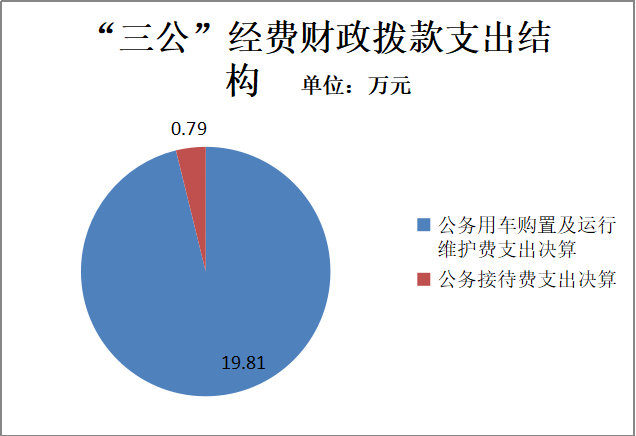 “三公”经费财政拨款支出结
构 单位：万元
0.79
19.81
公务用车购置及运行
维护费支出决算
公务接待费支出决算